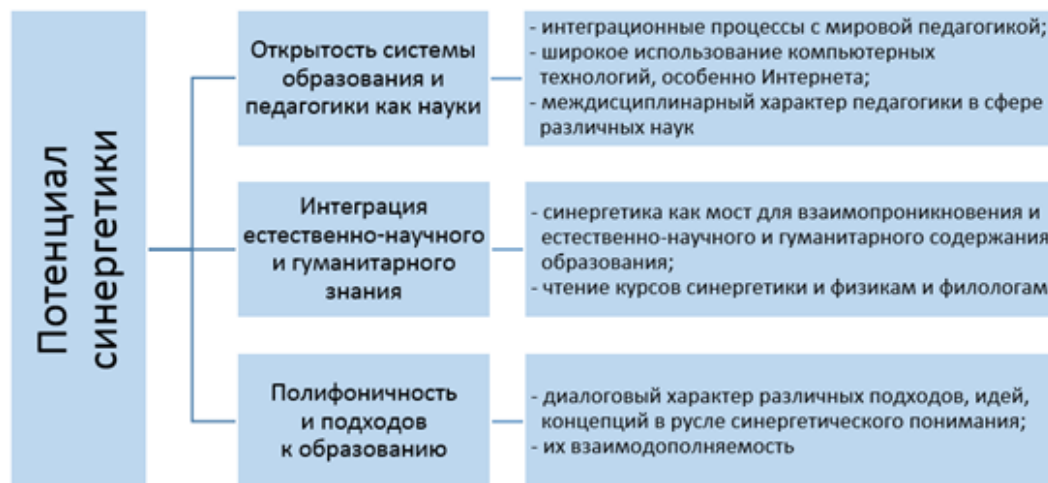 Потенциал
синергетики
Открытость системы
образования и
педагогики как науки
- интеграционные процессы с мировой педагогикой;
- широкое использование компьютерных
технологий, особенно Интернета;
- междисциплинарный характер педагогики в сфере
различных наук
Интеграция
естественно-научного
и гуманитарного
знания
- синергетика как мост для взаимопроникновения и
естественно-научного и гуманитарного содержания
образования;
- чтение курсов синергетики и физикам и филологам
Полифоничность
и подходов
к образованию
- диалоговый характер различных подходов, идей,
концепций в русле синергетического понимания;
- их взаимодополняемость